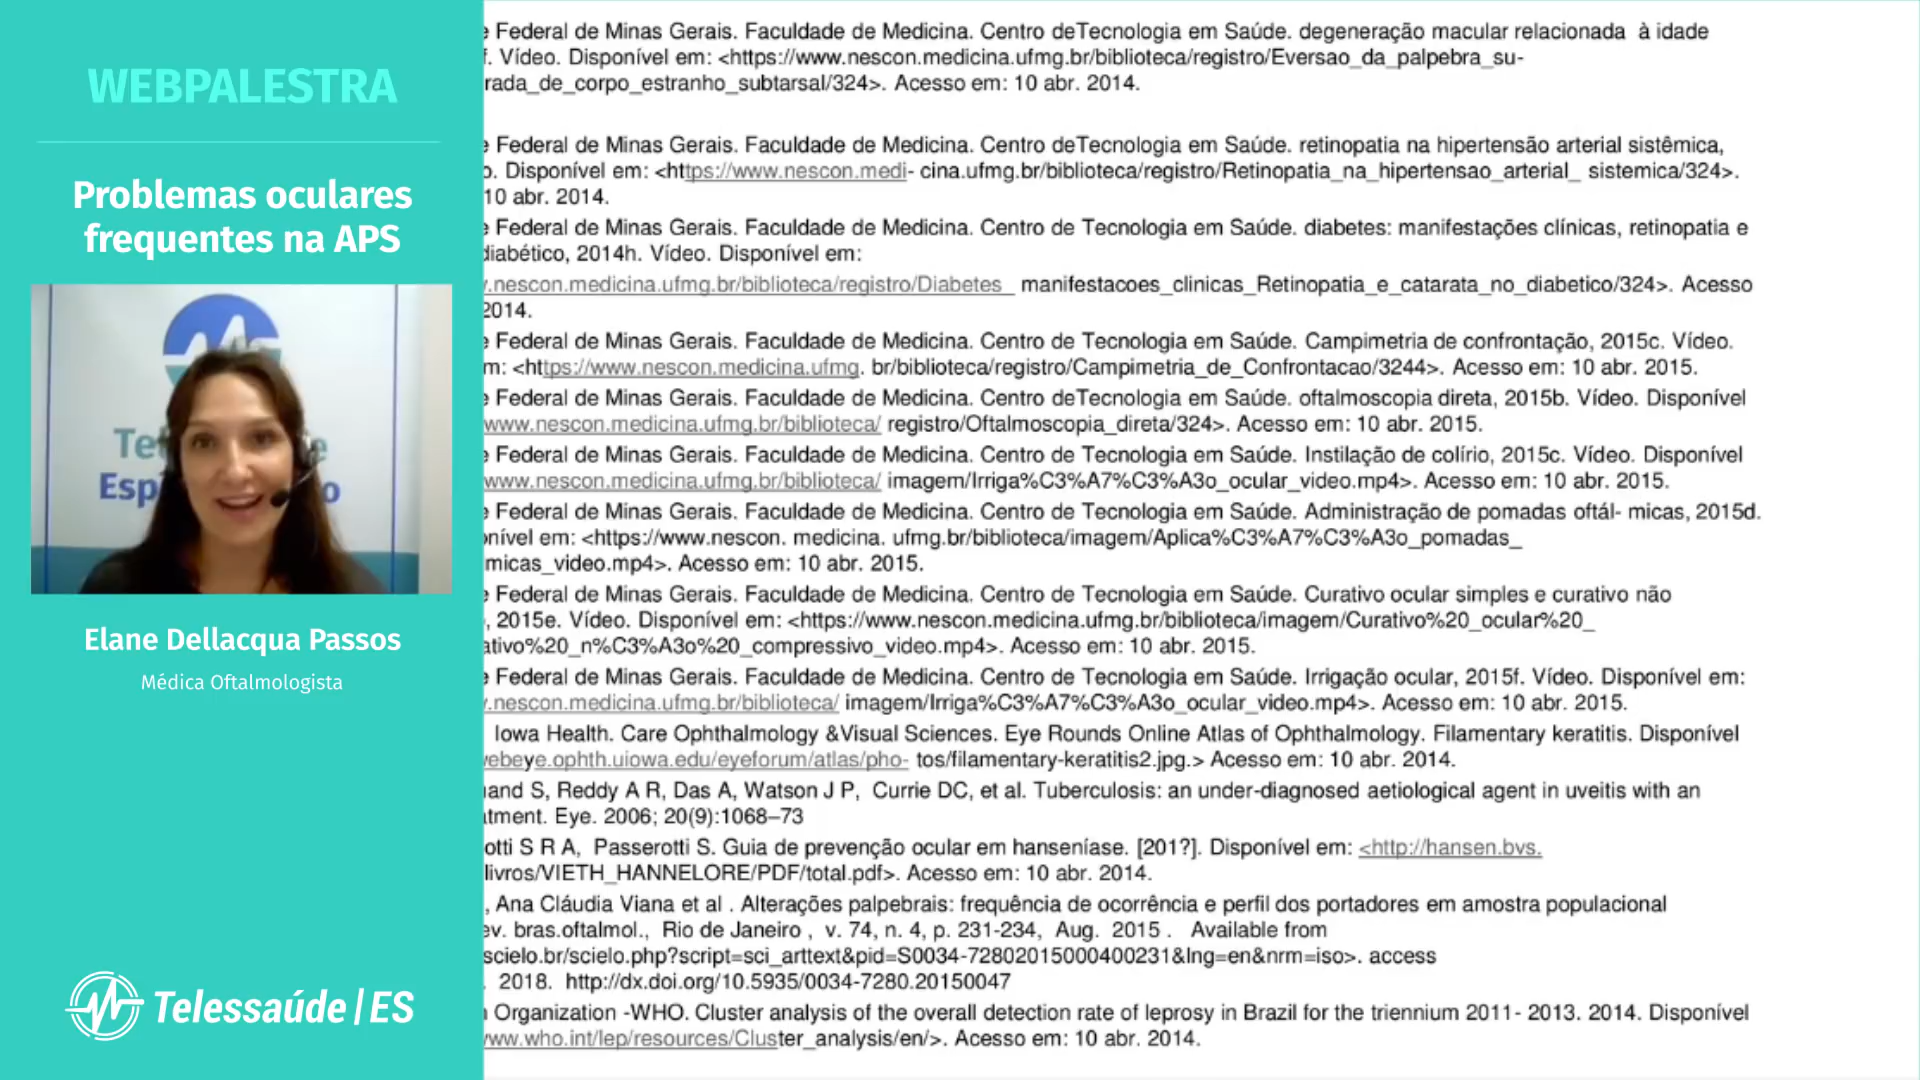 WEBPALESTRA
Problemas oculares
frequentes na APS
Elane Dellacqua Passos
Médica Oftalmologista
Telessaúde|ES
Federal de Minas Gerais. Faculdade de Medicina. Centro deTecnologia em Saúde. degeneração macular relacionada à idade
f. Vídeo. Disponível em: <https://www.nescon.medicina.ufmg.br/biblioteca/registro/Eversao_da_palpebra_su-
rada_de_corpo_estranho_subtarsal/324>. Acesso em: 10 abr. 2014.
Federal de Minas Gerais. Faculdade de Medicina. Centro deTecnologia em Saúde. retinopatia na hipertensão arterial sistêmica,
o. Disponível em: <https://www.nescon.medi- cina.ufmg.br/biblioteca/registro/Retinopatia_na_hipertensao_arterial_ sistemica/324>.
10 abr. 2014.
Federal de Minas Gerais. Faculdade de Medicina. Centro de Tecnologia em Saúde. diabetes: manifestações clínicas, retinopatia e
diabético, 2014h. Vídeo. Disponível em:
.nescon.medicina.ufmg.br/biblioteca/registro/Diabetes_ manifestacoes_clinicas_Retinopatia_e_catarata_no_diabetico/324>. Acesso
2014.
Federal de Minas Gerais. Faculdade de Medicina. Centro de Tecnologia em Saúde. Campimetria de confrontação, 2015c. Vídeo.
m: <https://www.nescon.medicina.ufmg. br/biblioteca/registro/Campimetria_de_Confrontacao/3244>. Acesso em: 10 abr. 2015.
Federal de Minas Gerais. Faculdade de Medicina. Centro deTecnologia em Saúde. oftalmoscopia direta, 2015b. Vídeo. Disponível
www.nescon.medicina.ufmg.br/biblioteca/ registro/Oftalmoscopia_direta/324>. Acesso em: 10 abr. 2015.
Federal de Minas Gerais. Faculdade de Medicina. Centro de Tecnologia em Saúde. Instilação de colírio, 2015c. Vídeo. Disponível
www.nescon.medicina.ufmg.br/biblioteca/ imagem/Irriga%C3%A7%C3%A3o_ocular_video.mp4>. Acesso em: 10 abr. 2015.
Federal de Minas Gerais. Faculdade de Medicina. Centro de Tecnologia em Saúde. Administração de pomadas oftál- micas, 2015d.
onível em: <https://www.nescon. medicina. ufmg.br/biblioteca/imagem/Aplica%C3%A7%C3%A3o_pomadas_
micas_video.mp4>. Acesso em: 10 abr. 2015.
Federal de Minas Gerais. Faculdade de Medicina. Centro de Tecnologia em Saúde. Curativo ocular simples e curativo não
, 2015e. Vídeo. Disponível em: <https://www.nescon.medicina.ufmg.br/biblioteca/imagem/Curativo%20_ocular%20_
ativo%20_n%C3%A3o%20_compressivo_video.mp4>. Acesso em: 10 abr. 2015.
Federal de Minas Gerais. Faculdade de Medicina. Centro de Tecnologia em Saúde. Irrigação ocular, 2015f. Vídeo. Disponível em:
.nescon.medicina.ufmg.br/biblioteca/ imagem/Irriga%C3%A7%C3%A3o_ocular_video.mp4>. Acesso em: 10 abr. 2015.
Iowa Health. Care Ophthalmology &Visual Sciences. Eye Rounds Online Atlas of Ophthalmology. Filamentary keratitis. Disponível
webeye.ophth.uiowa.edu/eyeforum/atlas/pho- tos/filamentary-keratitis2.jpg.> Acesso em: 10 abr. 2014.
and S, Reddy A R, Das A, Watson J P, Currie DC, et al. Tuberculosis: an under-diagnosed aetiological agent in uveitis with an
atment. Eye. 2006; 20(9):1068–73
otti S R A, Passerotti S. Guia de prevenção ocular em hanseníase. [201?]. Disponível em: <http://hansen.bvs.
livros/VIETH_HANNELORE/PDF/total.pdf>. Acesso em: 10 abr. 2014.
, Ana Cláudia Viana et al . Alterações palpebrais: frequência de ocorrência e perfil dos portadores em amostra populacional
ev. bras.oftalmol., Rio de Janeiro , v. 74, n. 4, p. 231-234, Aug. 2015 . Available from
scielo.br/scielo.php?script=sci_arttext&pid=S0034-72802015000400231&lng=en&nrm=iso>. access
. 2018. http://dx.doi.org/10.5935/0034-7280.20150047
Organization -WHO. Cluster analysis of the overall detection rate of leprosy in Brazil for the triennium 2011- 2013. 2014. Disponível
www.who.int/lep/resources/Cluster_analysis/en/>. Acesso em: 10 abr. 2014.